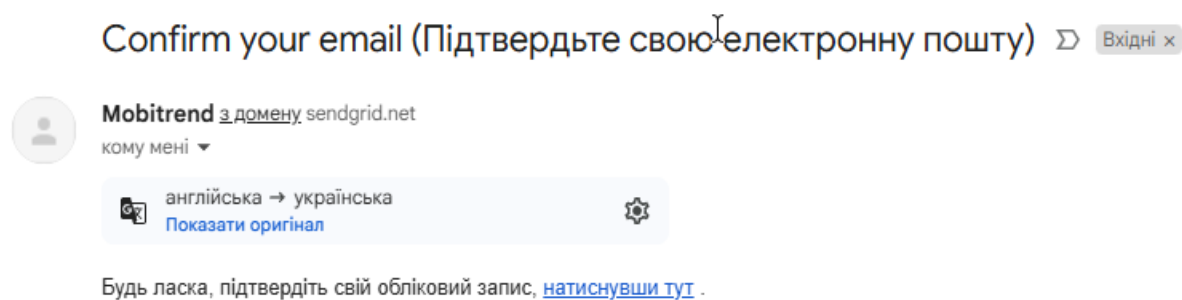 Confirm your email (Підтвердьте свою електронну пошту) Вхідні ×
Mobitrend з домену sendgrid.net
кому мені
англійська → українська
Показати оригінал
Будь ласка, підтвердіть свій обліковий запис, натиснувши тут .